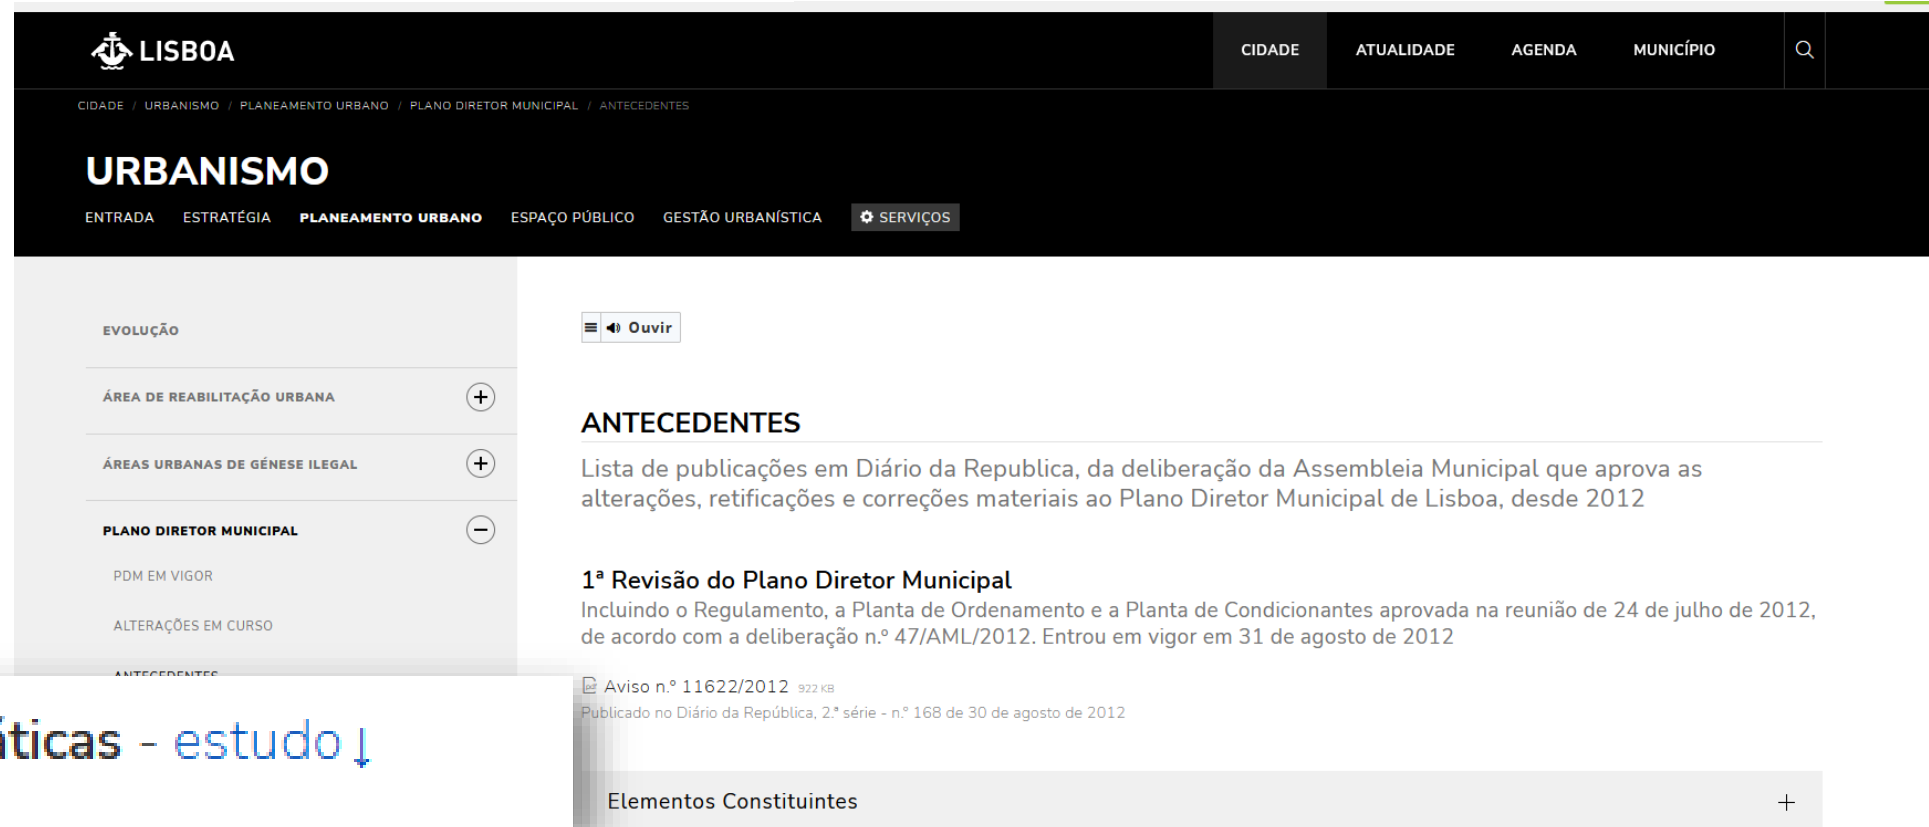 LISBOA
CIDADE ATUALIDADE AGENDA MUNICÍPIO
CIDADE / URBANISMO / PLANEAMENTO URBANO / PLANO DIRETOR MUNICIPAL / ANTECEDENTES
URBANISMO
ENTRADA ESTRATÉGIA PLANEAMENTO URBANO ESPAÇO PÚBLICO GESTÃO URBANÍSTICA SERVIÇOS
EVOLUÇÃO
ÁREA DE REABILITAÇÃO URBANA
ÁREAS URBANAS DE GÉNESE ILEGAL
PLANO DIRETOR MUNICIPAL
PDM EM VIGOR
ALTERAÇÕES EM CURSO
ANTECEDENTES
Ouvir
ANTECEDENTES
Lista de publicações em Diário da Republica, da deliberação da Assembleia Municipal que aprova as
alterações, retificações e correções materiais ao Plano Diretor Municipal de Lisboa, desde 2012
1ª Revisão do Plano Diretor Municipal
Incluindo o Regulamento, a Planta de Ordenamento e a Planta de Condicionantes aprovada na reunião de 24 de julho de 2012,
de acordo com a deliberação n.º 47/AML/2012. Entrou em vigor em 31 de agosto de 2012
Aviso n.º 11622/2012 922 KB
Publicado no Diário da República, 2.ª série - n.º 168 de 30 de agosto de 2012
Elementos Constituintes +
áticas - estudo ↓